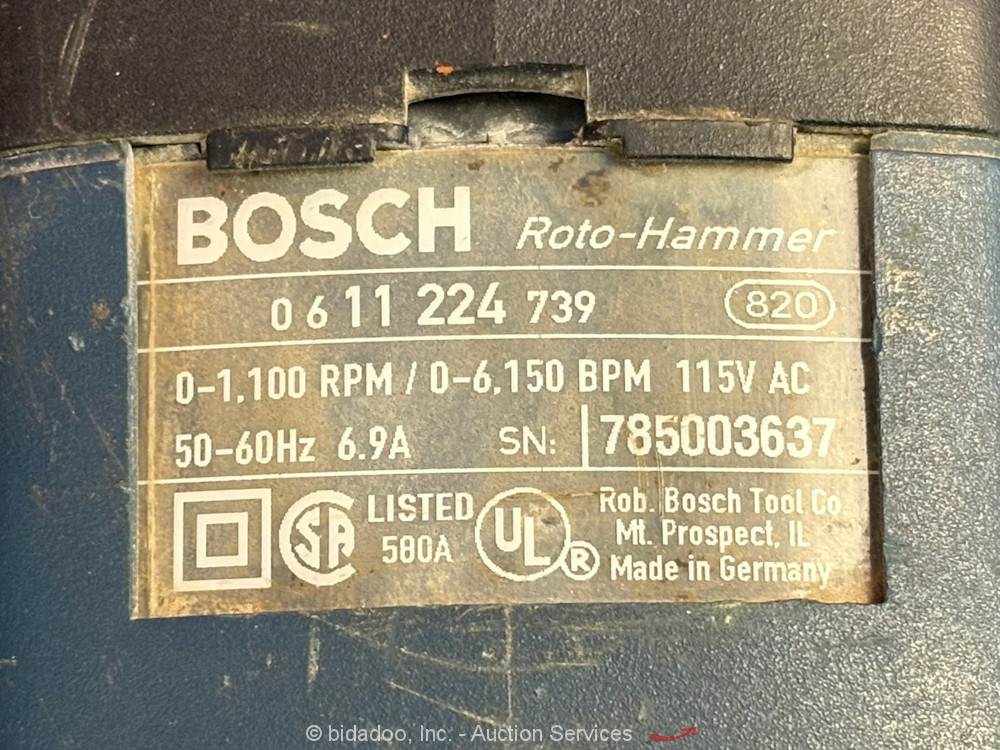 BOSCH Roto-Hammer
0 6 11 224 739 820
0-1,100 RPM / 0-6,150 BPM 115V AC
50-60Hz 6.9A SN: 785003637
SA LISTED 580A UL ®
Rob. Bosch Tool Co.
Mt. Prospect, IL
Made in Germany
© bidadoo, Inc. - Auction Services